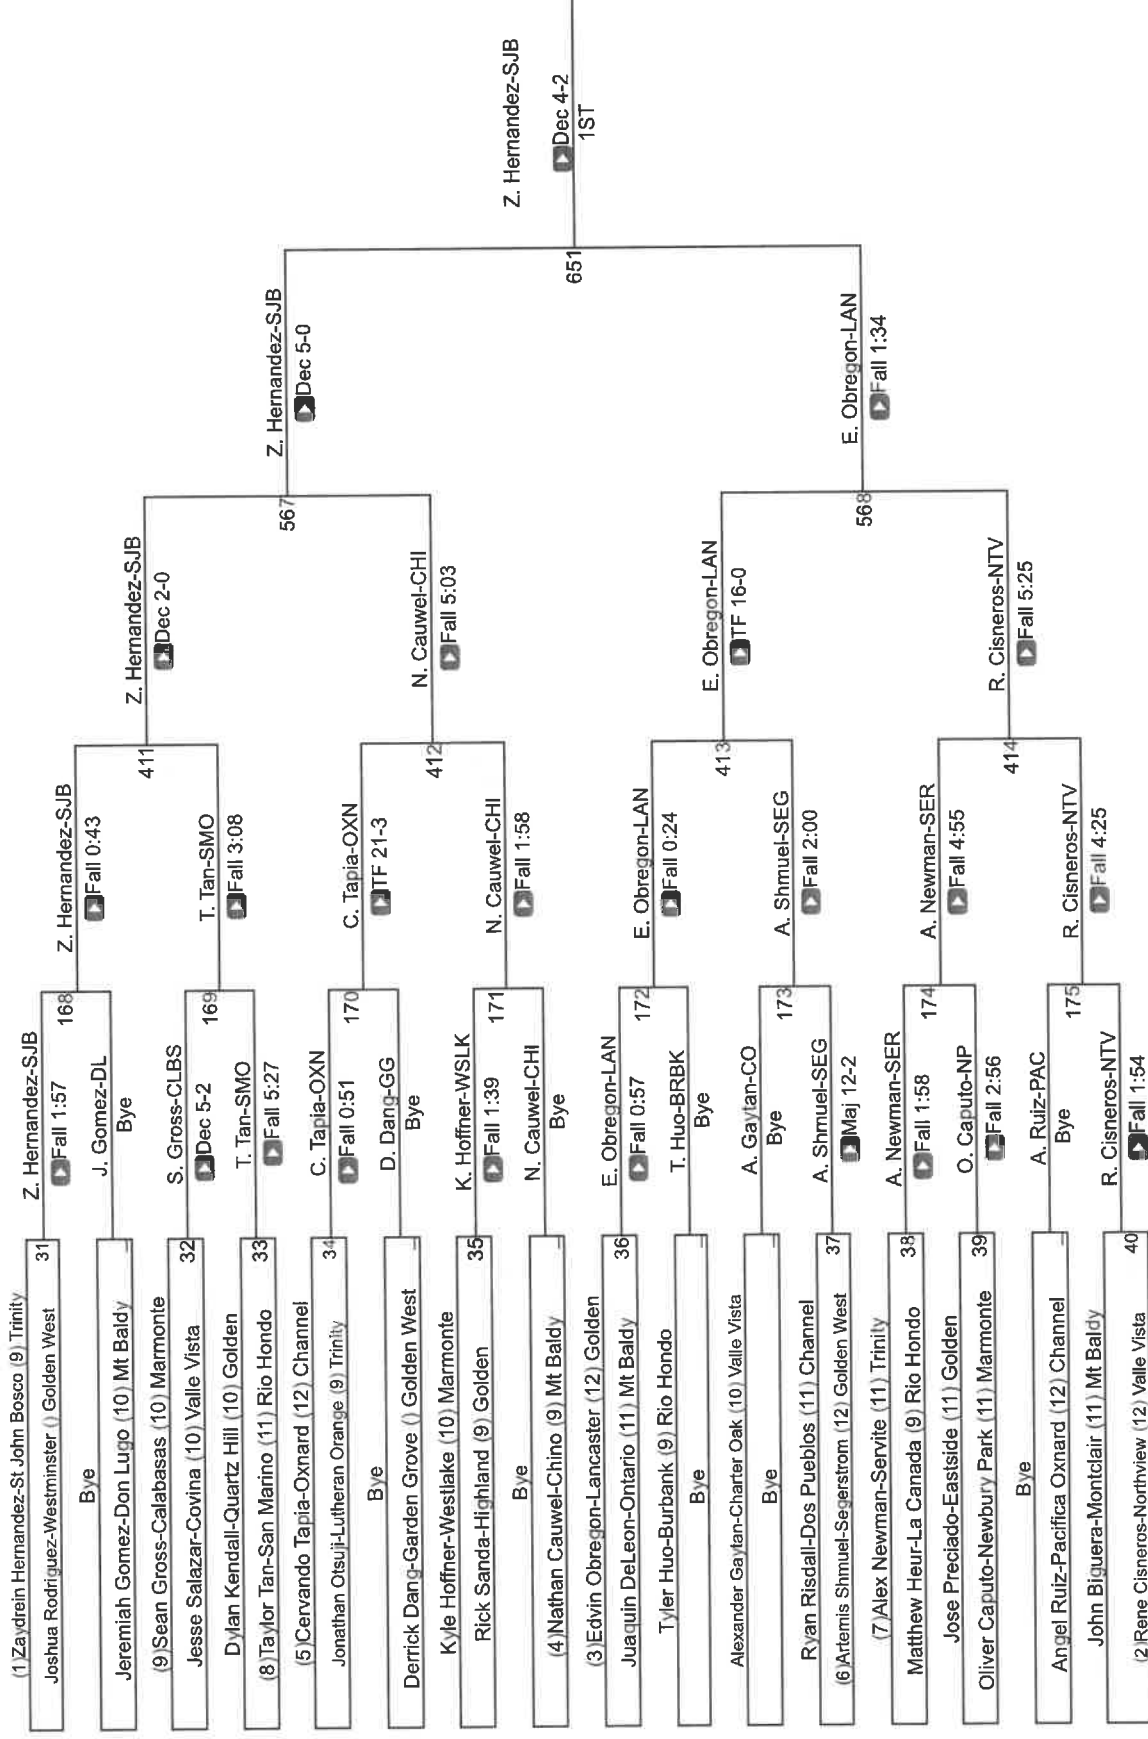 (1)Zaydrein Hernandez-St John Bosco (9) Trinity
31
Joshua Rodriguez-Westminster () Golden West
Bye
Jeremiah Gomez-Don Lugo (10) Mt Baldy
(9)Sean Gross-Calabasas (10) Marmonte
32
Jesse Salazar-Covina (10) Valle Vista
Dylan Kendall-Quartz Hill (10) Golden
33
(8)Taylor Tan-San Marino (11) Rio Hondo
(5)Cervando Tapia-Oxnard (12) Channel
34
Jonathan Otsuji-Lutheran Orange (9) Trinity
Bye
Derrick Dang-Garden Grove () Golden West
Kyle Hoffner-Westlake (10) Marmonte
35
Rick Sanda-Highland (9) Golden
Bye
(4)Nathan Cauwel-Chino (9) Mt Baldy
(3)Edvin Obregon-Lancaster (12) Golden
36
Juaquin DeLeon-Ontario (11) Mt Baldy
Tyler Huo-Burbank (9) Rio Hondo
Bye
Alexander Gaytan-Charter Oak (10) Valle Vista
Bye
Ryan Risdall-Dos Pueblos (11) Channel
37
(6)Artemis Shmuel-Segerstrom (12) Golden West
(7)Alex Newman-Servite (11) Trinity
38
Matthew Heur-La Canada (9) Rio Hondo
Jose Preciado-Eastside (11) Golden
39
Oliver Caputo-Newbury Park (11) Marmonte
Bye
Angel Ruiz-Pacifica Oxnard (12) Channel
John Biguera-Montclair (11) Mt Baldy
40
(2)Rene Cisneros-Northview (12) Valle Vista
Z. Hernandez-SJB
Fall 1:57
168
J. Gomez-DL
Bye
S. Gross-CLBS
Dec 5-2
169
T. Tan-SMO
Fall 5:27
C. Tapia-OXN
Fall 0:51
170
D. Dang-GG
Bye
K. Hoffner-WSLK
Fall 1:39
171
N. Cauwel-CHI
Bye
E. Obregon-LAN
Fall 0:57
172
T. Huo-BRBK
Bye
A. Gaytan-CO
Bye
173
A. Shmuel-SEG
Maj 12-2
A. Newman-SER
Fall 1:58
174
O. Caputo-NP
Fall 2:56
A. Ruiz-PAC
Bye
175
R. Cisneros-NTV
Fall 1:54
Z. Hernandez-SJB
Fall 0:43
411
T. Tan-SMO
Fall 3:08
C. Tapia-OXN
TF 21-3
412
N. Cauwel-CHI
Fall 1:58
E. Obregon-LAN
Fall 0:24
413
A. Shmuel-SEG
Fall 2:00
A. Newman-SER
Fall 4:55
414
R. Cisneros-NTV
Fall 4:25
Z. Hernandez-SJB
Dec 2-0
567
N. Cauwel-CHI
Fall 5:03
E. Obregon-LAN
TF 16-0
568
R. Cisneros-NTV
Fall 5:25
Z. Hernandez-SJB
Dec 5-0
651
E. Obregon-LAN
Fall 1:34
Z. Hernandez-SJB
Dec 4-2
1ST